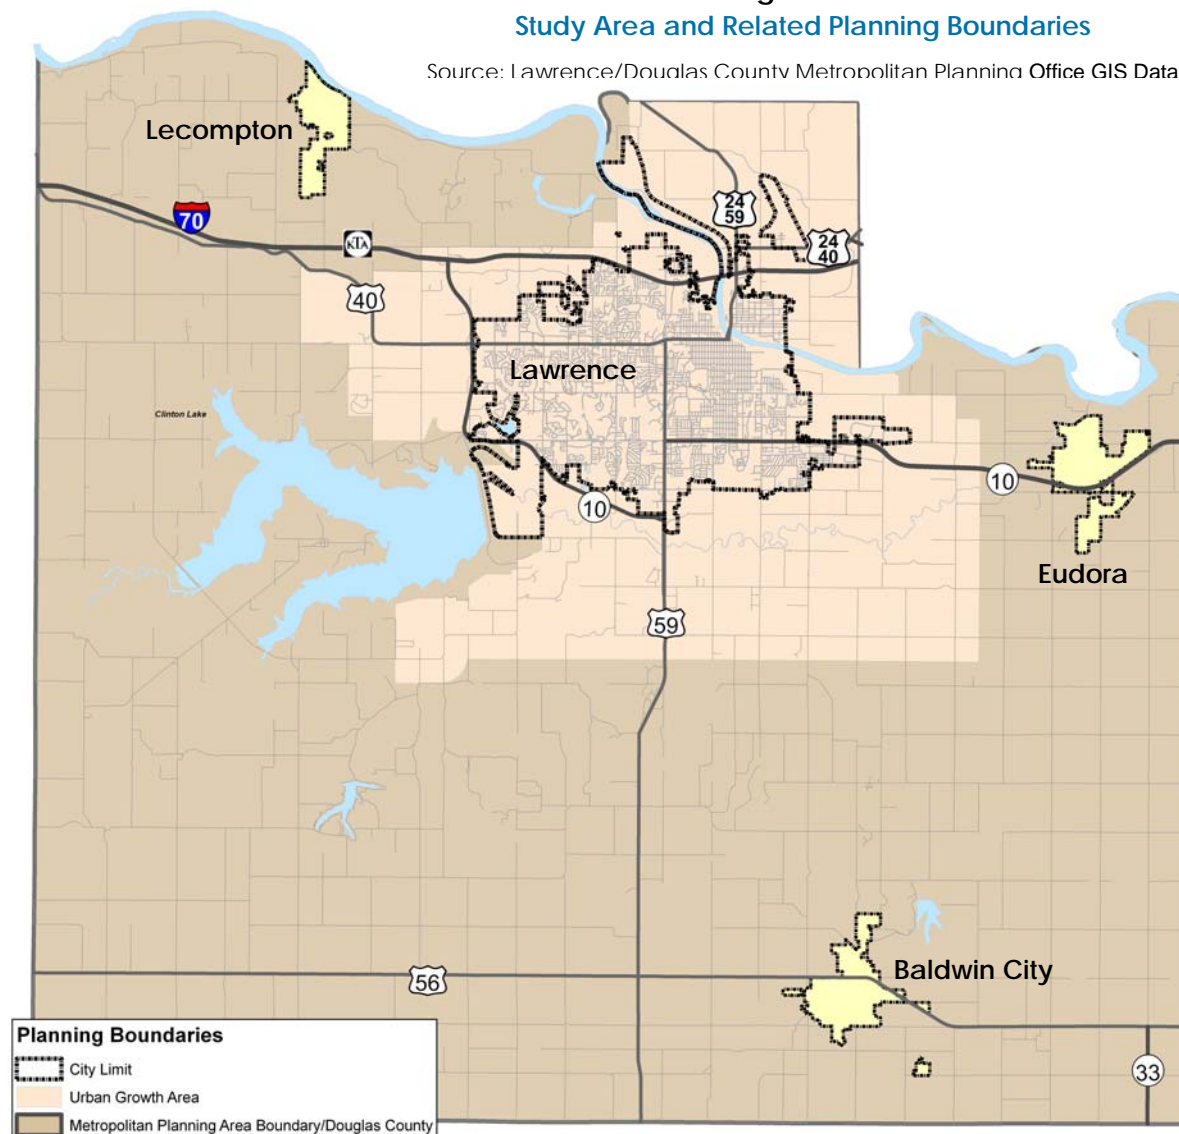 Study Area and Related Planning Boundaries
Source: Lawrence/Douglas County Metropolitan Planning Office GIS Data
Lecompton
70
KTA
24
59
24
40
40
Lawrence
Clinton Lake
10
10
Eudora
59
Baldwin City
56
33
Planning Boundaries
City Limit
Urban Growth Area
Metropolitan Planning Area Boundary/Douglas County